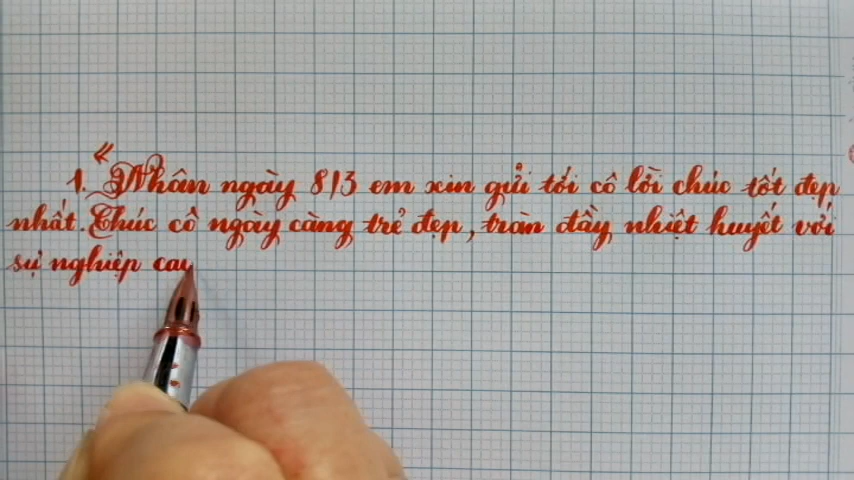 1. "Nhân ngày 8/3 em xin gửi tới cô lời chúc tốt đẹp
nhất. Chúc cô ngày càng trẻ đẹp, tràn đầy nhiệt huyết với
sự nghiệp cau